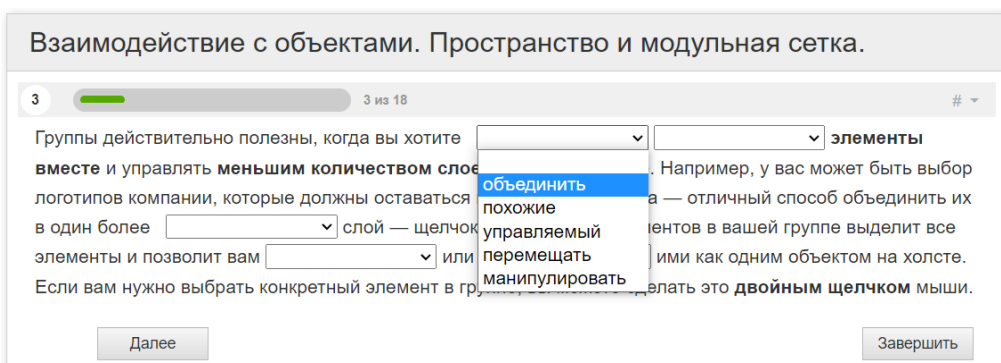 Взаимодействие с объектами. Пространство и модульная сетка.
3 3 из 18 #
Группы действительно полезны, когда вы хотите элементы
вместе и управлять меньшим количеством . Например, у вас может быть выбор
объединить
логотипов компании, которые должны оставаться — отличный способ объединить их
похожие
в один более слой — щелчок в вашей группе выделит все
управляемый
элементы и позволит вам или ими как одним объектом на холсте.
перемещать
манипулировать
Если вам нужно выбрать конкретный элемент в сделать это двойным щелчком мыши.
Далее Завершить